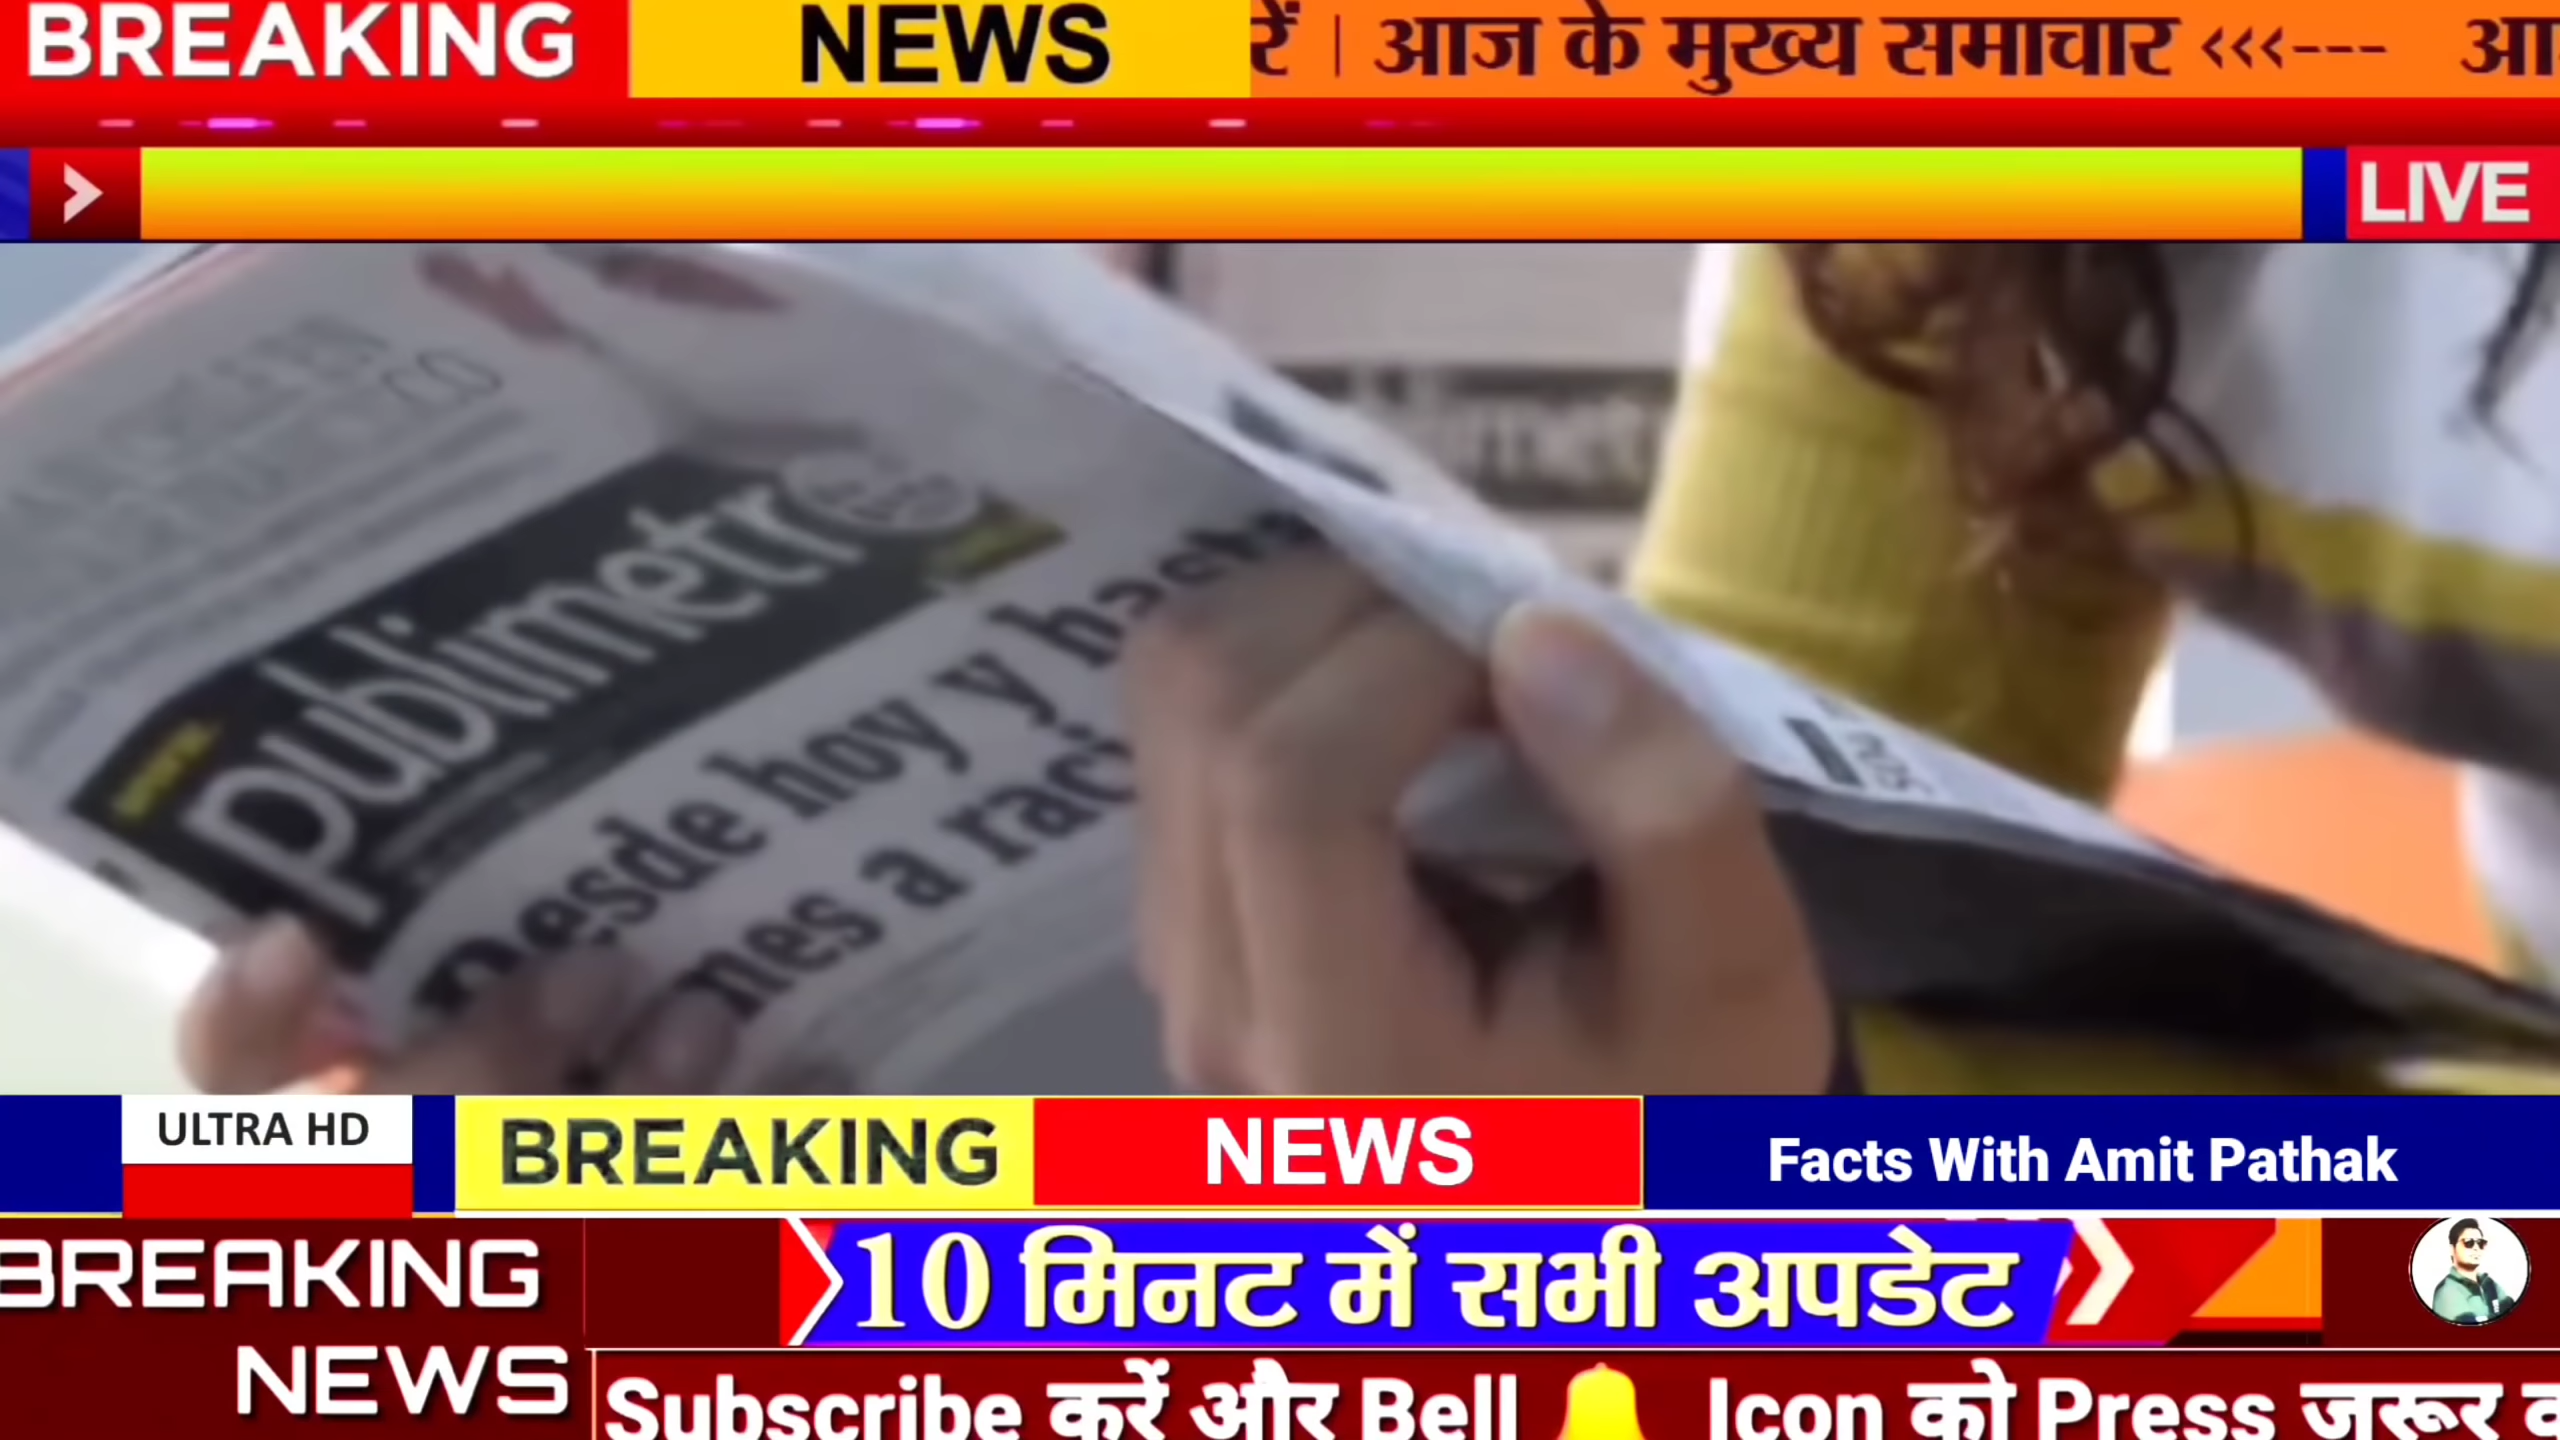 BREAKING NEWS रें | आज के मुख्य समाचार <<<--- आ
LIVE
publimetro
Desde hoy y hasta
nes a raci
ULTRA HD
BREAKING NEWS
Facts With Amit Pathak
BREAKING
NEWS
10 मिनट में सभी अपडेट
Subscribe करें और Bell 🔔 Icon को Press जरूर क